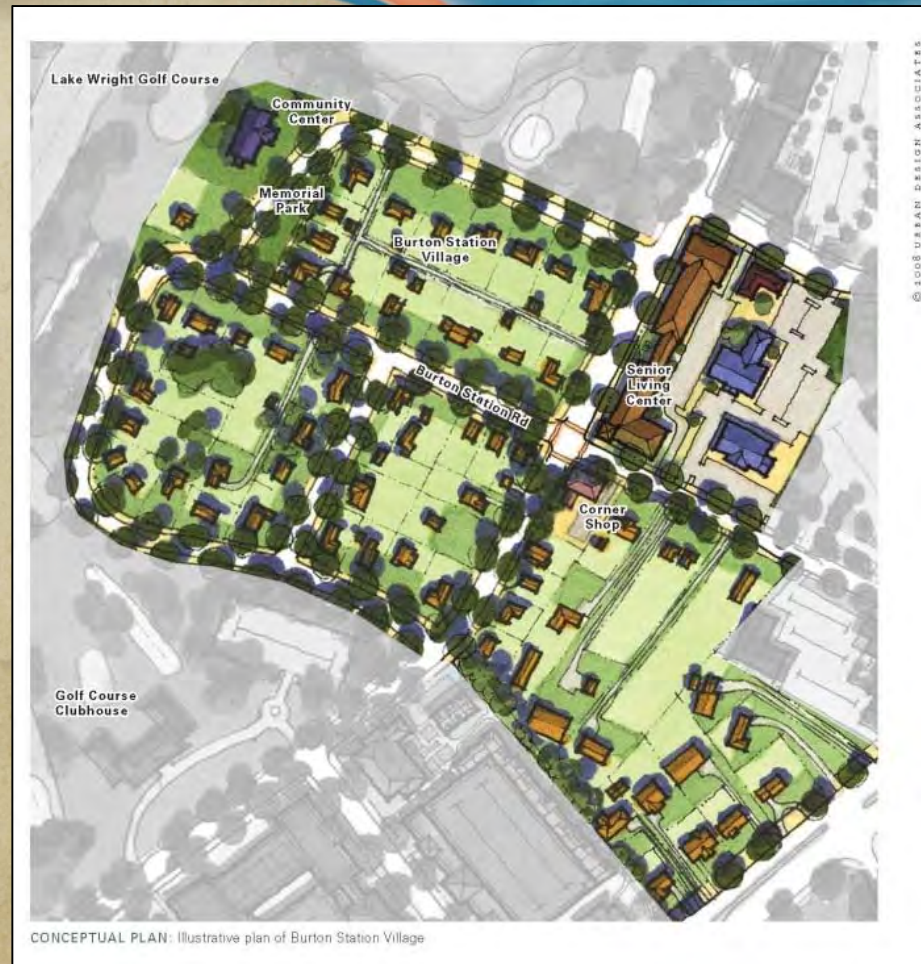 Lake Wright Golf Course
Community
Center
Memorial
Park
Burton Station
Village
Burton Station Rd
Senior
Living
Center
Corner
Shop
Golf Course
Clubhouse
© 2008 URBAN DESIGN ASSOCIATES
CONCEPTUAL PLAN: Illustrative plan of Burton Station Village